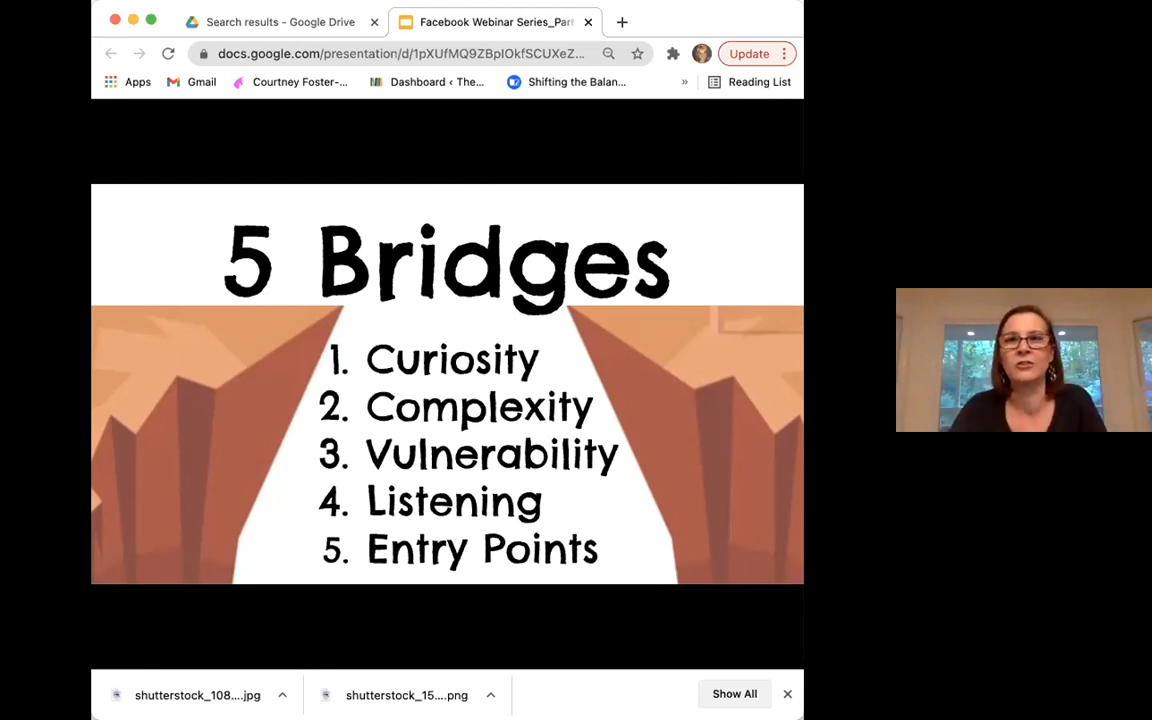 Search results - Google Drive
Facebook Webinar Series_Part
docs.google.com/presentation/d/1pXUfMQ9ZBpIOkfSCUXeZ...
Update
Apps
Gmail
Courtney Foster-...
Dashboard ‹ The...
Shifting the Balan...
»
Reading List
5 Bridges
1. Curiosity
2. Complexity
3. Vulnerability
4. Listening
5. Entry Points
shutterstock_108....jpg
shutterstock_15....png
Show All